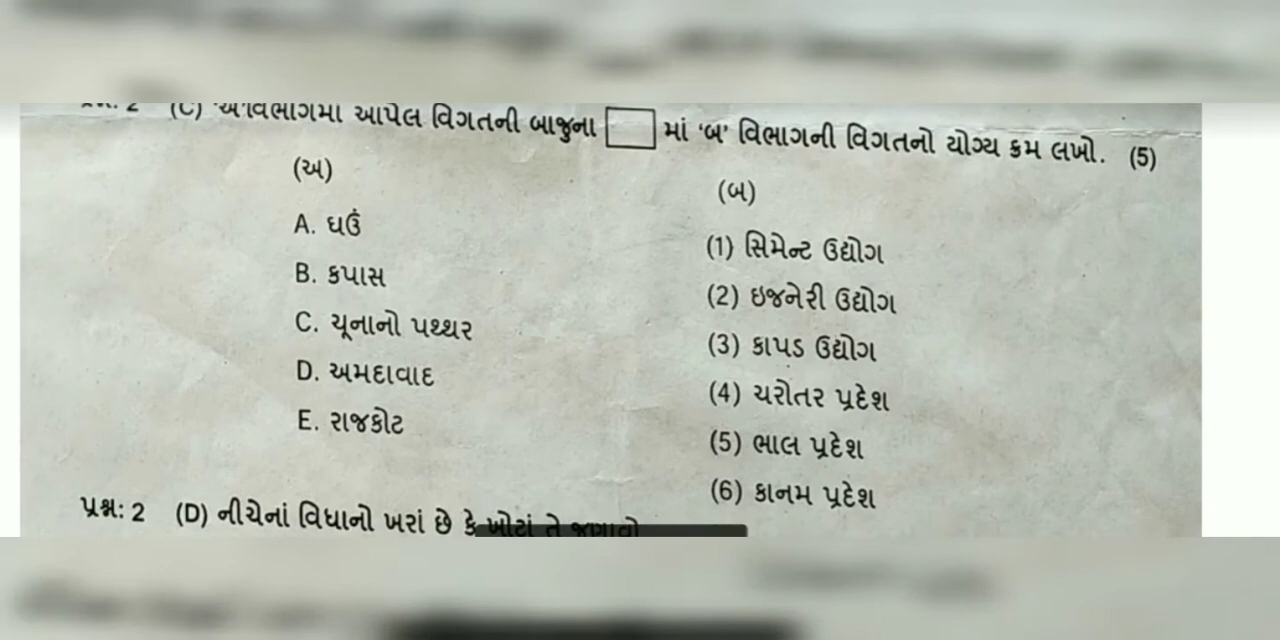 (C) 'અ'વિભાગમાં આપેલ વિગતની બાજુના માં 'બ' વિભાગની વિગતનો યોગ્ય ક્રમ લખો. (5)
(અ)
(બ)
A. ઘઉં
(1) સિમેન્ટ ઉદ્યોગ
B. કપાસ
(2) ઇજનેરી ઉદ્યોગ
C. ચૂનાનો પથ્થર
(3) કાપડ ઉદ્યોગ
D. અમદાવાદ
(4) ચરોતર પ્રદેશ
E. રાજકોટ
(5) ભાલ પ્રદેશ
(6) કાનમ પ્રદેશ
પ્રશ્ન: 2 (D) નીચેનાં વિધાનો ખરાં છે કે ખોટાં તે જણાવો